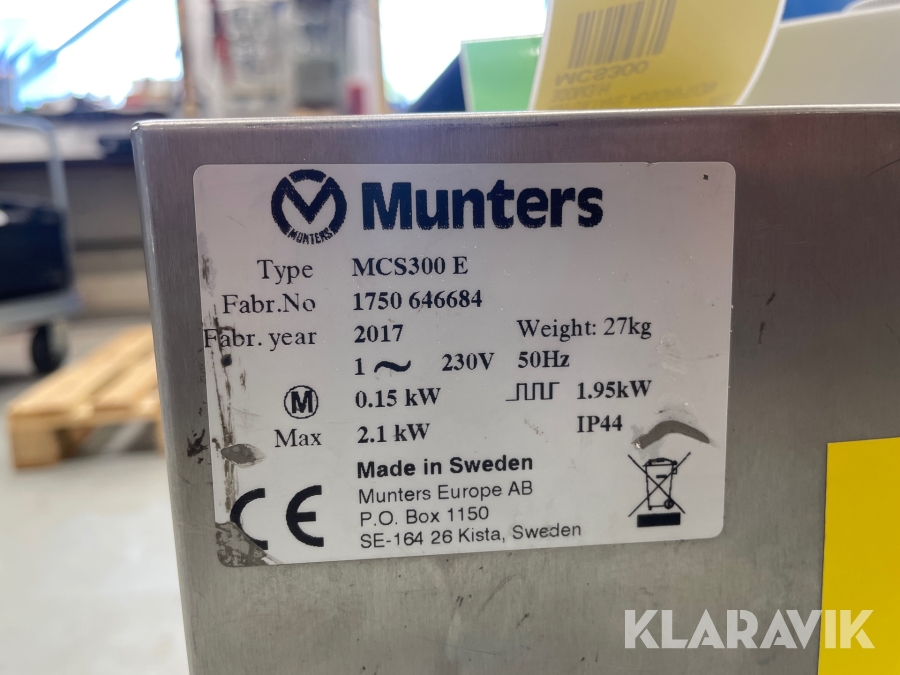 MCS300
MUNTERS
Munters
Type MCS300 E
Fabr.No 1750 646684
Fabr. year 2017 Weight: 27kg
1 ~ 230V 50Hz
M 0.15 kW 1.95kW
Max 2.1 kW IP44
Made in Sweden
Munters Europe AB
P.O. Box 1150
SE-164 26 Kista, Sweden
CE
KLARAVIK